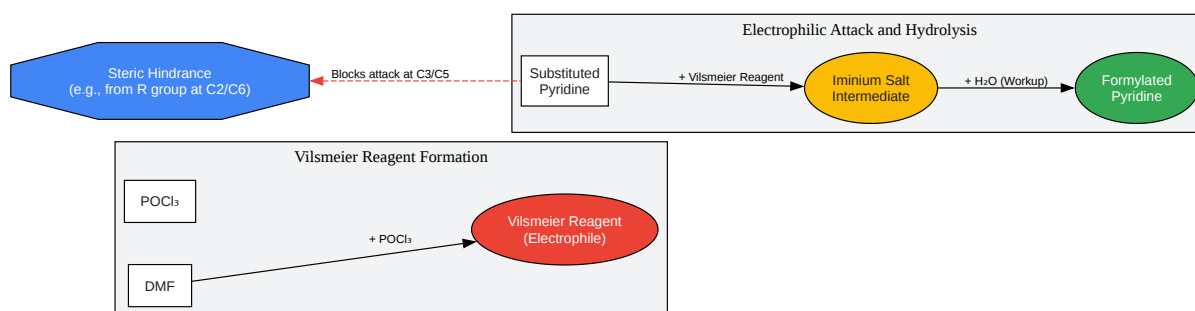 Electrophilic Attack and Hydrolysis
Steric Hindrance
(e.g., from R group at C2/C6)
Blocks attack at C3/C5
Substituted
Pyridine
+ Vilsmeier Reagent
Iminium Salt
Intermediate
+ H₂O (Workup)
Formylated
Pyridine
Vilsmeier Reagent Formation
POCl₃
DMF
+ POCl₃
Vilsmeier Reagent
(Electrophile)